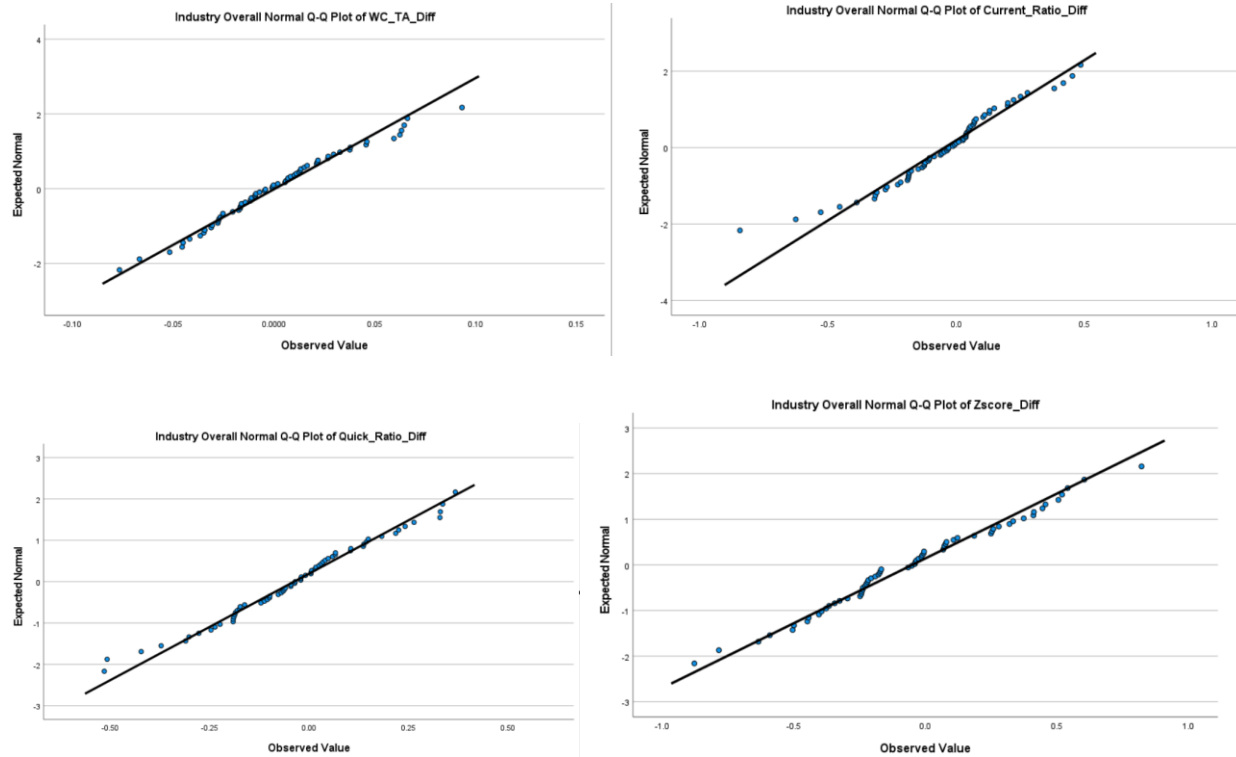 Industry Overall Normal Q-Q Plot of WC_TA_Diff
4
2
0
-2
Expected Normal
-0.10 -0.05 0.0000 0.05 0.10 0.15
Observed Value
Industry Overall Normal Q-Q Plot of Current_Ratio_Diff
2
0
-2
-4
Expected Normal
-1.0 -0.5 0.0 0.5 1.0
Observed Value
Industry Overall Normal Q-Q Plot of Quick_Ratio_Diff
3
2
1
0
-1
-2
-3
Expected Normal
-0.50 -0.25 0.00 0.25 0.50
Observed Value
Industry Overall Normal Q-Q Plot of Zscore_Diff
3
2
1
0
-1
-2
-3
Expected Normal
-1.0 -0.5 0.0 0.5 1.0
Observed Value